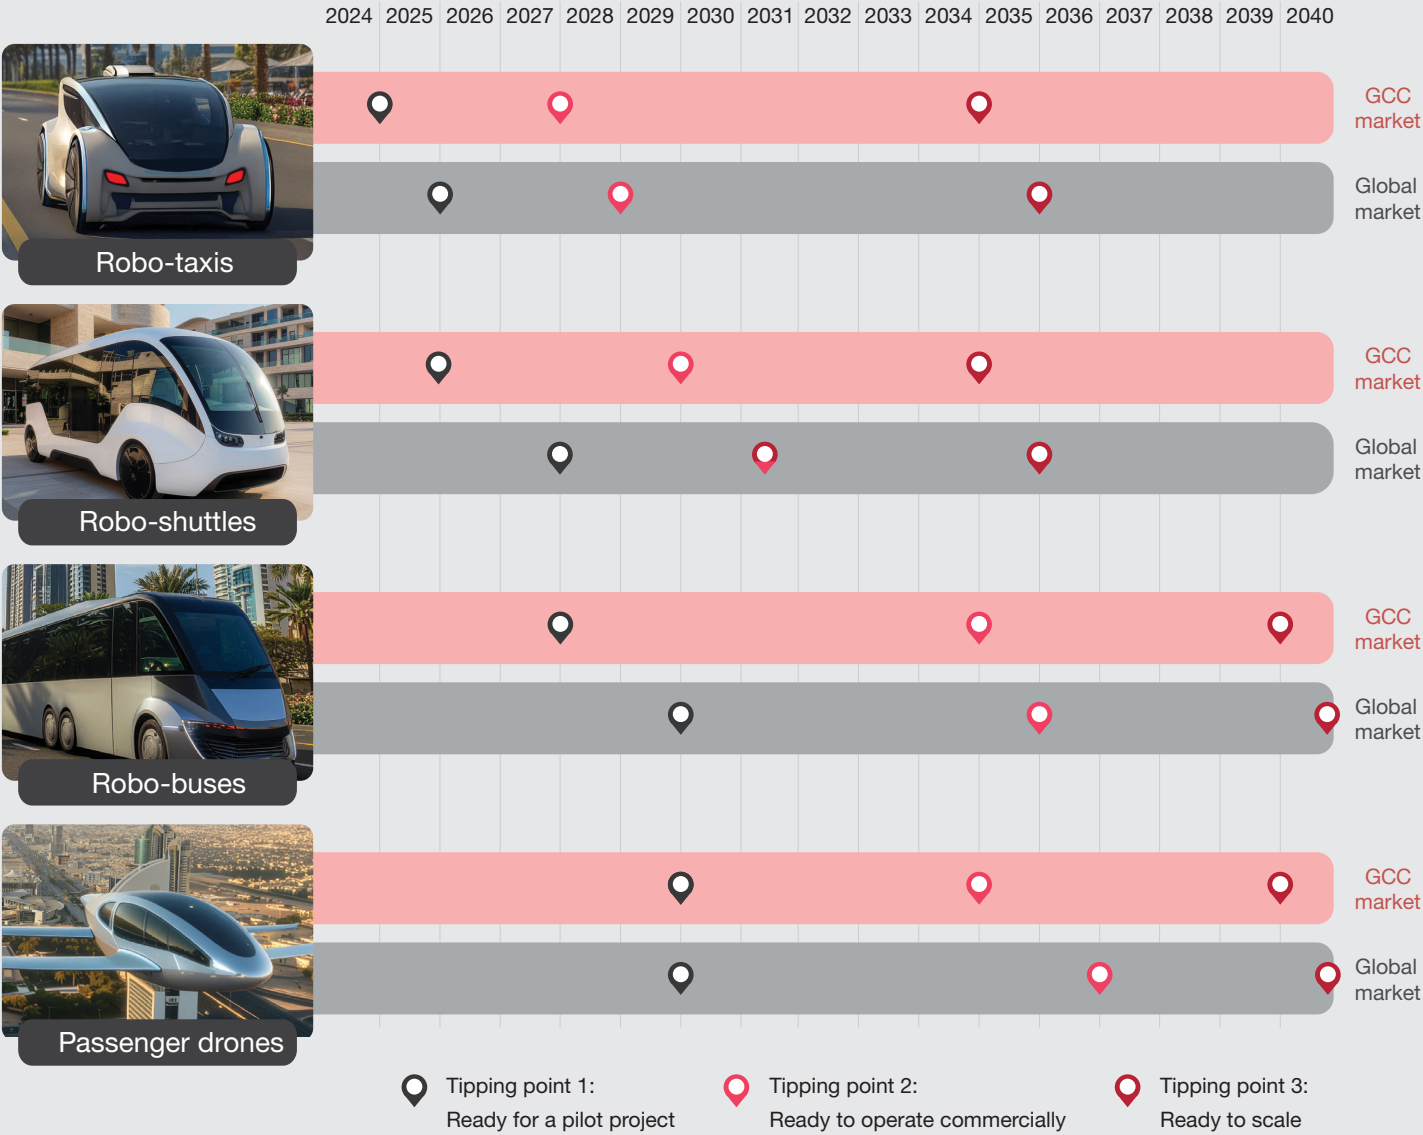 2024 2025 2026 2027 2028 2029 2030 2031 2032 2033 2034 2035 2036 2037 2038 2039 2040
GCC
market
Global
market
Robo-taxis
GCC
market
Global
market
Robo-shuttles
GCC
market
Global
market
Robo-buses
GCC
market
Global
market
Passenger drones
Tipping point 1:
Ready for a pilot project
Tipping point 2:
Ready to operate commercially
Tipping point 3:
Ready to scale